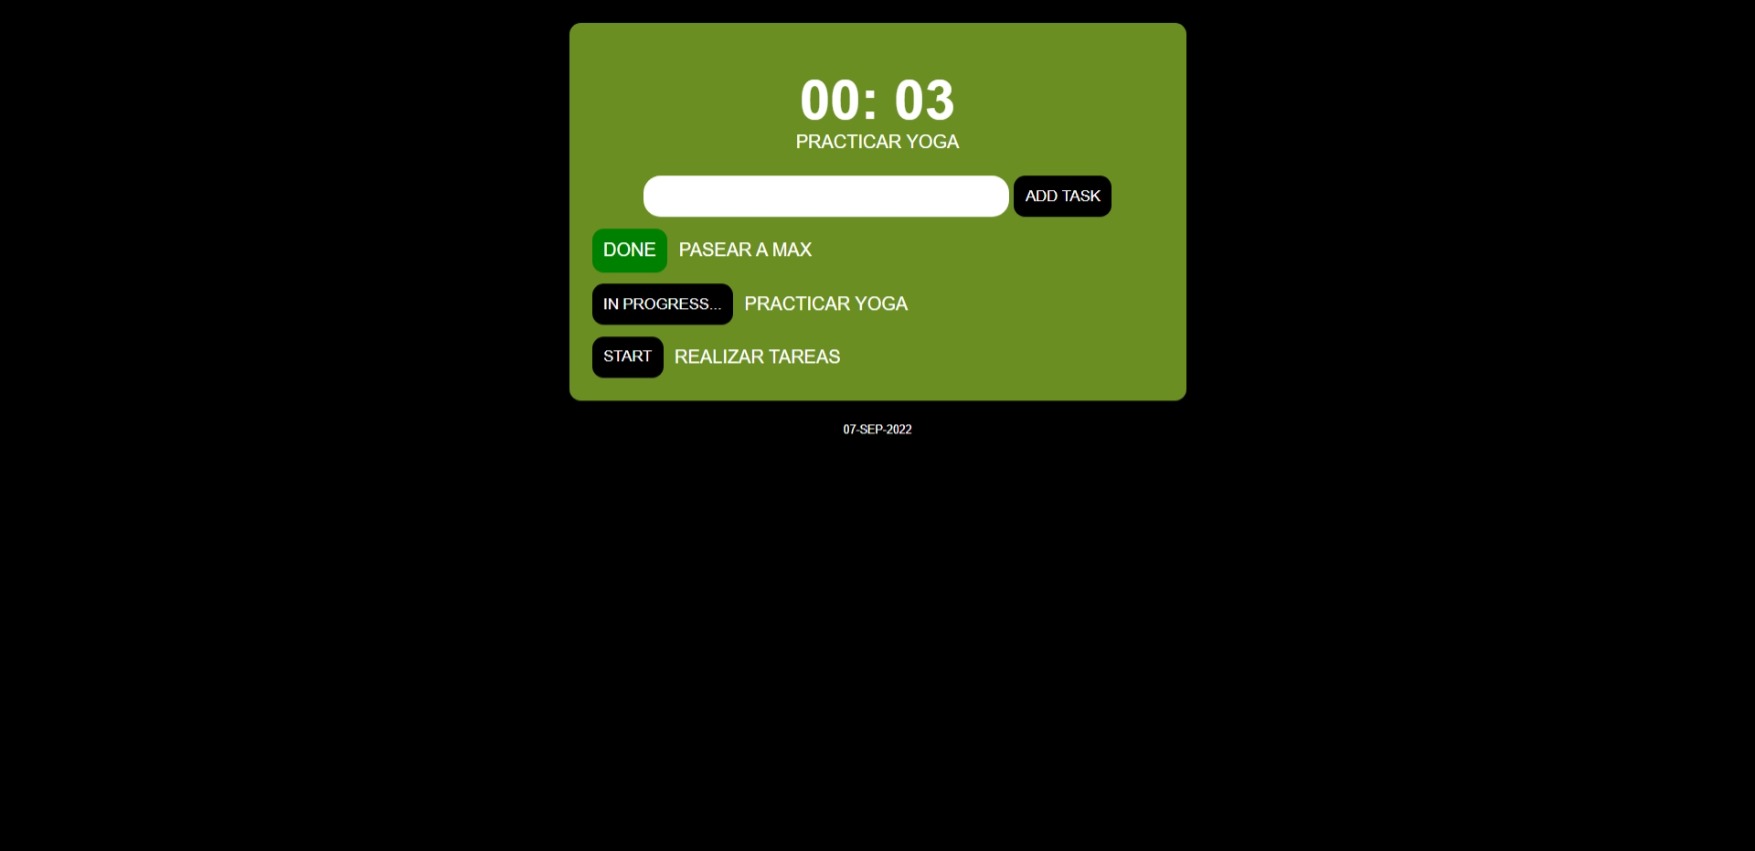 00: 03
PRACTICAR YOGA
ADD TASK
DONE PASEAR A MAX
IN PROGRESS... PRACTICAR YOGA
START REALIZAR TAREAS
07-SEP-2022